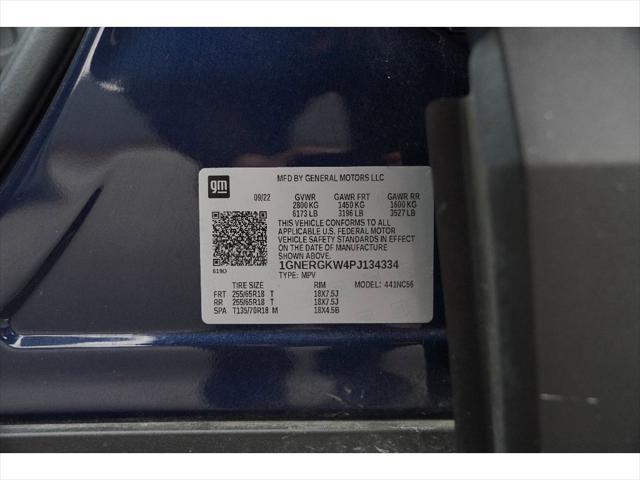 gm
MFD BY GENERAL MOTORS LLC
09/22 GVWR GAWR FRT GAWR RR
2800 KG 1450 KG 1600 KG
6173 LB 3196 LB 3527 LB
THIS VEHICLE CONFORMS TO ALL
APPLICABLE U.S. FEDERAL MOTOR
VEHICLE SAFETY STANDARDS IN EFFECT
ON THE DATE OF MANUFACTURE
SHOWN ABOVE.
1GNERGKW4PJ134334
619D TYPE: MPV
TIRE SIZE RIM MODEL: 441NC56
FRT 255/65R18 T 18X7.5J
RR 255/65R18 T 18X7.5J
SPA T135/70R18 M 18X4.5B